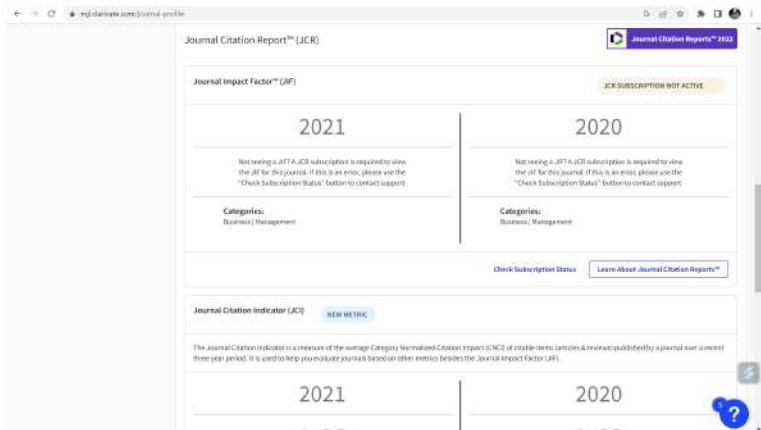 mjl.clarivate.com/journal-profile
Journal Citation Report™ (JCR)
Journal Citation Reports™ 2022
Journal Impact Factor™ (JIF)
JCR SUBSCRIPTION NOT ACTIVE
2021
2020
Not seeing a JIF? A JCR subscription is required to view
the JIF for this journal. If this is an error, please use the
"Check Subscription Status" button to contact support
Not seeing a JIF? A JCR subscription is required to view
the JIF for this journal. If this is an error, please use the
"Check Subscription Status" button to contact support
Categories:
Business | Management
Categories:
Business | Management
Check Subscription Status
Learn About Journal Citation Reports™
Journal Citation Indicator (JCI)
NEW METRIC
The Journal Citation Indicator is a measure of the average Category Normalized Citation Impact (CNCI) of citable items (articles & reviews) published by a journal over a recent
three year period. It is used to help you evaluate journals based on other metrics besides the Journal Impact Factor (JIF).
2021
2020
5
?